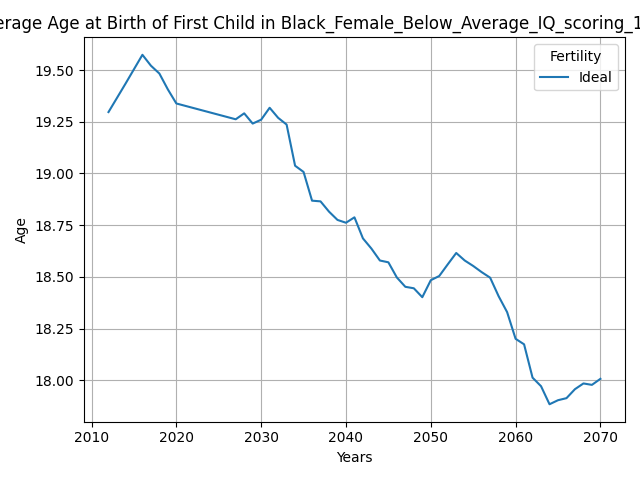 erage Age at Birth of First Child in Black_Female_Below_Average_IQ_scoring_1
Fertility
Ideal
19.50
19.25
19.00
18.75
18.50
18.25
18.00
Age
2010 2020 2030 2040 2050 2060 2070
Years